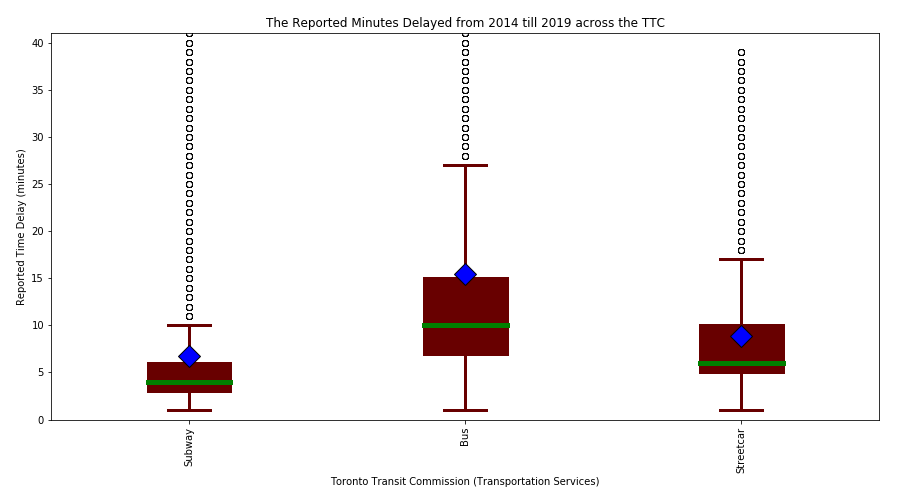 The Reported Minutes Delayed from 2014 till 2019 across the TTC
Reported Time Delay (minutes)
40
35
30
25
20
15
10
5
0
Subway
Bus
Streetcar
Toronto Transit Commission (Transportation Services)